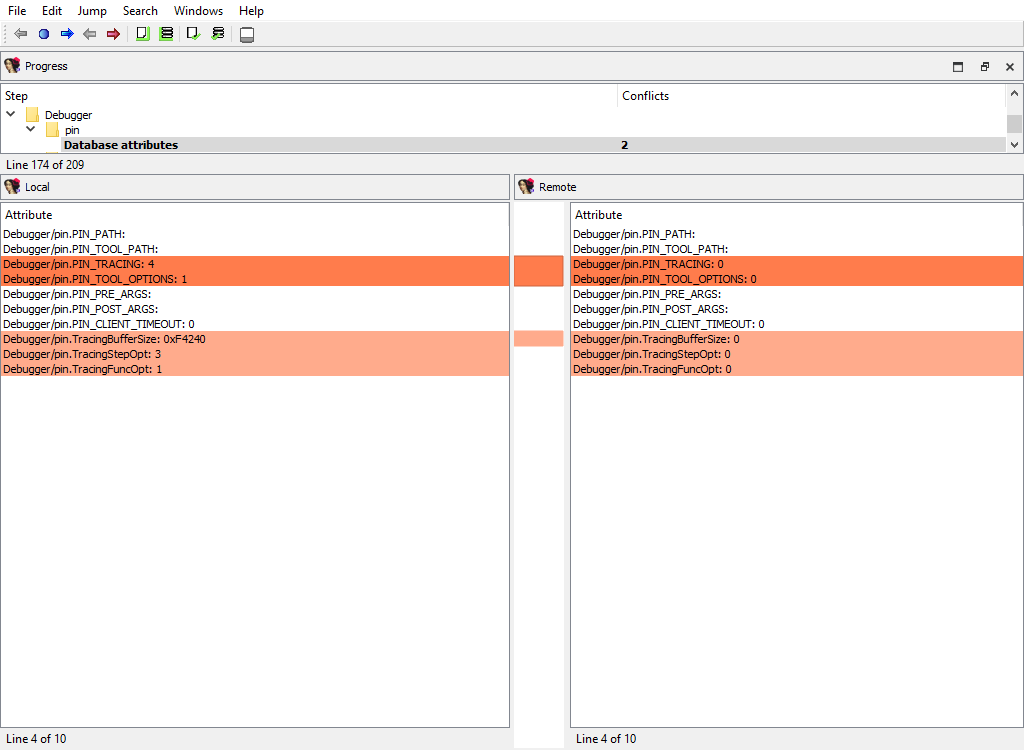 File Edit Jump Search Windows Help
Progress
Step Conflicts
Debugger
pin
Database attributes 2
Line 174 of 209
Local
Attribute
Debugger/pin.PIN_PATH:
Debugger/pin.PIN_TOOL_PATH:
Debugger/pin.PIN_TRACING: 4
Debugger/pin.PIN_TOOL_OPTIONS: 1
Debugger/pin.PIN_PRE_ARGS:
Debugger/pin.PIN_POST_ARGS:
Debugger/pin.PIN_CLIENT_TIMEOUT: 0
Debugger/pin.TracingBufferSize: 0xF4240
Debugger/pin.TracingStepOpt: 3
Debugger/pin.TracingFuncOpt: 1
Line 4 of 10
Remote
Attribute
Debugger/pin.PIN_PATH:
Debugger/pin.PIN_TOOL_PATH:
Debugger/pin.PIN_TRACING: 0
Debugger/pin.PIN_TOOL_OPTIONS: 0
Debugger/pin.PIN_PRE_ARGS:
Debugger/pin.PIN_POST_ARGS:
Debugger/pin.PIN_CLIENT_TIMEOUT: 0
Debugger/pin.TracingBufferSize: 0
Debugger/pin.TracingStepOpt: 0
Debugger/pin.TracingFuncOpt: 0
Line 4 of 10